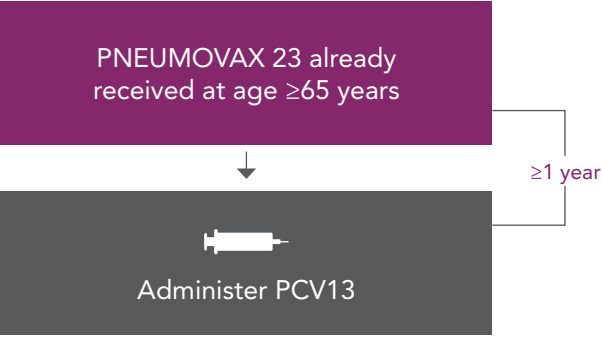 PNEUMOVAX 23 already
received at age ≥65 years
≥1 year
Administer PCV13